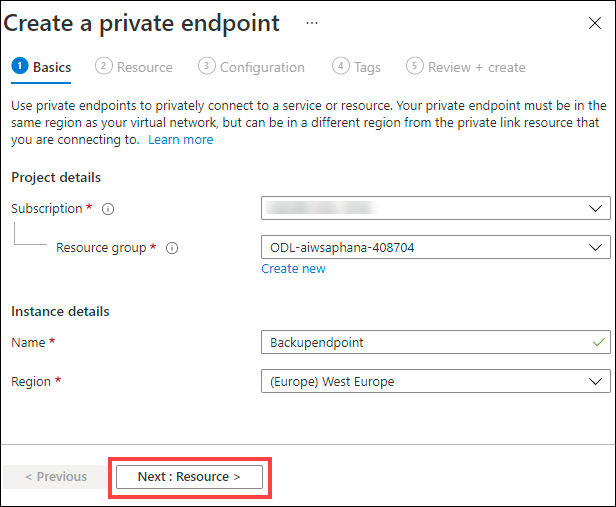 Create a private endpoint ...
1 Basics 2 Resource 3 Configuration 4 Tags 5 Review + create
Use private endpoints to privately connect to a service or resource. Your private endpoint must be in the
same region as your virtual network, but can be in a different region from the private link resource that
you are connecting to. Learn more
Project details
Subscription *
Resource group * ODL-aiwsaphana-408704
Create new
Instance details
Name * Backupendpoint
Region * (Europe) West Europe
< Previous Next : Resource >